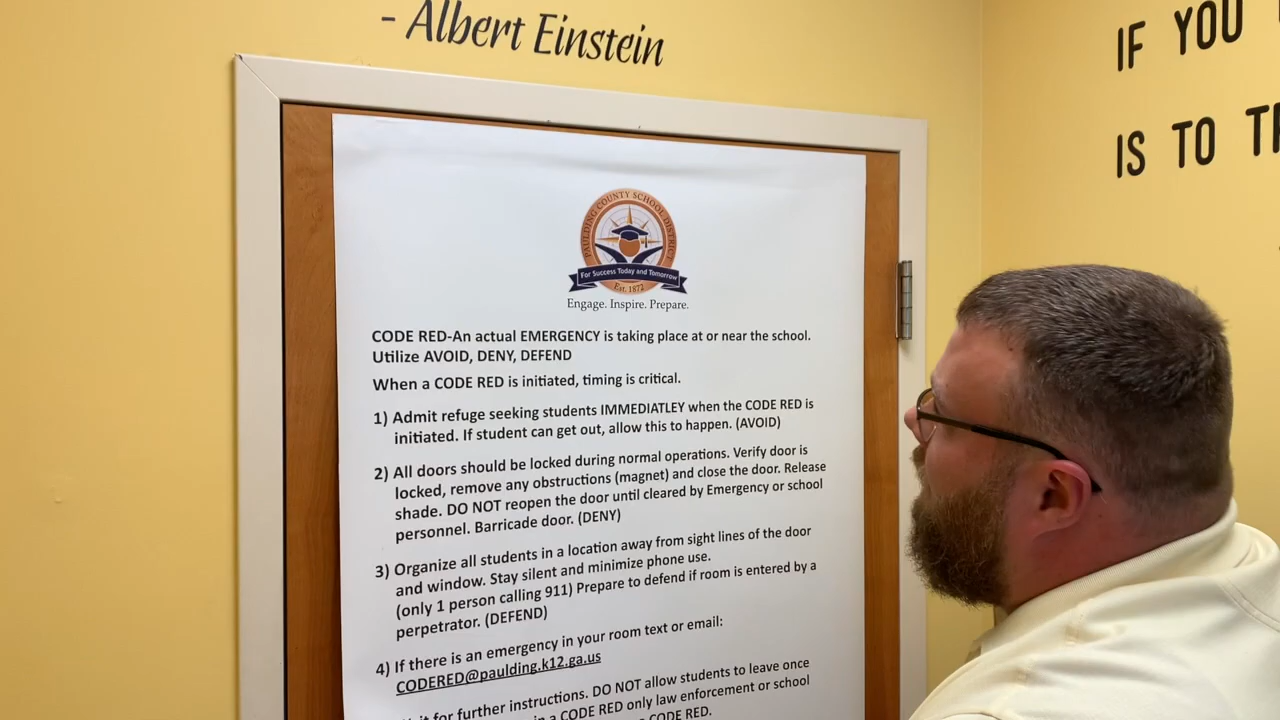 - Albert Einstein
IF YOU
IS TO
PAULDING COUNTY SCHOOL DISTRICT
For Success Today and Tomorrow
Est. 1872
Engage. Inspire. Prepare.
CODE RED-An actual EMERGENCY is taking place at or near the school.
Utilize AVOID, DENY, DEFEND
When a CODE RED is initiated, timing is critical.
1) Admit refuge seeking students IMMEDIATLEY when the CODE RED is
initiated. If student can get out, allow this to happen. (AVOID)
2) All doors should be locked during normal operations. Verify door is
locked, remove any obstructions (magnet) and close the door. Release
shade. DO NOT reopen the door until cleared by Emergency or school
personnel. Barricade door. (DENY)
3) Organize all students in a location away from sight lines of the door
and window. Stay silent and minimize phone use.
(only 1 person calling 911) Prepare to defend if room is entered by a
perpetrator. (DEFEND)
4) If there is an emergency in your room text or email:
CODERED@paulding.k12.ga.us
for further instructions. DO NOT allow students to leave once
in a CODE RED only law enforcement or school
CODE RED.